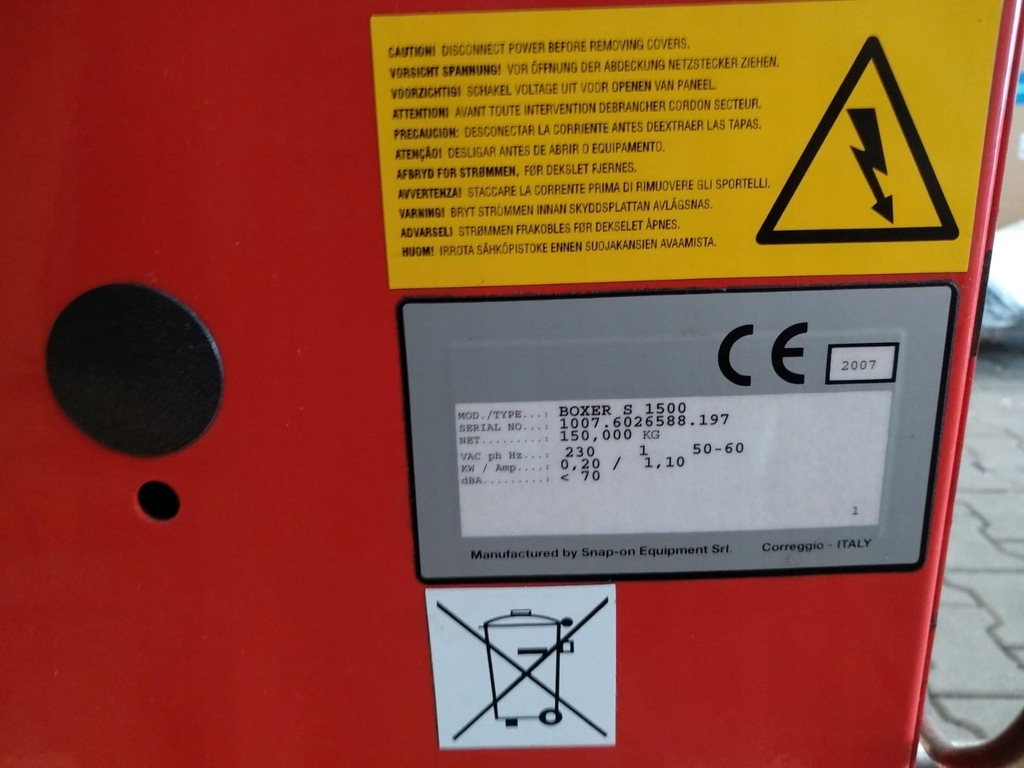 CAUTION! DISCONNECT POWER BEFORE REMOVING COVERS.
VORSICHT SPANNUNG! VOR ÖFFNUNG DER ABDECKUNG NETZSTECKER ZIEHEN.
VOORZICHTIG! SCHAKEL VOLTAGE UIT VOOR OPENEN VAN PANEEL.
ATTENTION! AVANT TOUTE INTERVENTION DEBRANCHER CORDON SECTEUR.
PRECAUCION: DESCONECTAR LA CORRIENTE ANTES DEEXTRAER LAS TAPAS.
ATENÇÃO! DESLIGAR ANTES DE ABRIR O EQUIPAMENTO.
AFBRYD FOR STRØMMEN, FØR DEKSLET FJERNES.
AVVERTENZA! STACCARE LA CORRENTE PRIMA DI RIMUOVERE GLI SPORTELLI.
VARNING! BRYT STRÖMMEN INNAN SKYDDSPLATTAN AVLÄGSNAS.
ADVARSEL! STRØMMEN FRAKOBLES FØR DEKSELET ÅPNES.
HUOM! IRROTA SÄHKÖPISTOKE ENNEN SUOJAKANSIEN AVAAMISTA.
CE 2007
MOD./TYPE...: BOXER S 1500
SERIAL NO...: 1007.6026588.197
NET.........: 150,000 KG
VAC ph Hz...: 230 1 50-60
KW / Amp....: 0,20 / 1,10
dBA.........: < 70
1
Manufactured by Snap-on Equipment Srl. Correggio - ITALY